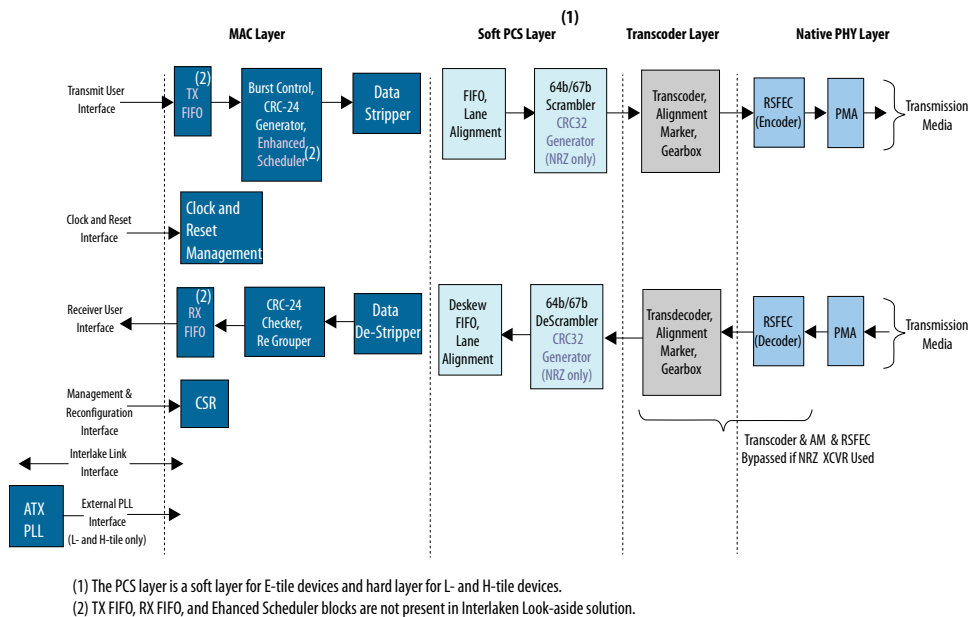 (1)
MAC Layer
Soft PCS Layer
Transcoder Layer
Native PHY Layer
Transmit User
Interface
(2)
TX
FIFO
Burst Control,
CRC-24
Generator,
Enhanced
Scheduler(2)
Data
Stripper
FIFO,
Lane
Alignment
64b/67b
Scrambler
CRC32
Generator
(NRZ only)
Transcoder,
Alignment
Marker,
Gearbox
RSFEC
(Encoder)
PMA
Transmission
Media
Clock and Reset
Interface
Clock and
Reset
Management
Receiver User
Interface
(2)
RX
FIFO
CRC-24
Checker,
Re Grouper
Data
De-Stripper
Deskew
FIFO,
Lane
Alignment
64b/67b
DeScrambler
CRC32
Generator
(NRZ only)
Transdecoder,
Alignment
Marker,
Gearbox
RSFEC
(Decoder)
PMA
Transmission
Media
Management &
Reconfiguration
Interface
CSR
Transcoder & AM & RSFEC
Bypassed if NRZ XCVR Used
Interlake Link
Interface
ATX
PLL
External PLL
Interface
(L- and H-tile only)
(1) The PCS layer is a soft layer for E-tile devices and hard layer for L- and H-tile devices.
(2) TX FIFO, RX FIFO, and Ehanced Scheduler blocks are not present in Interlaken Look-aside solution.